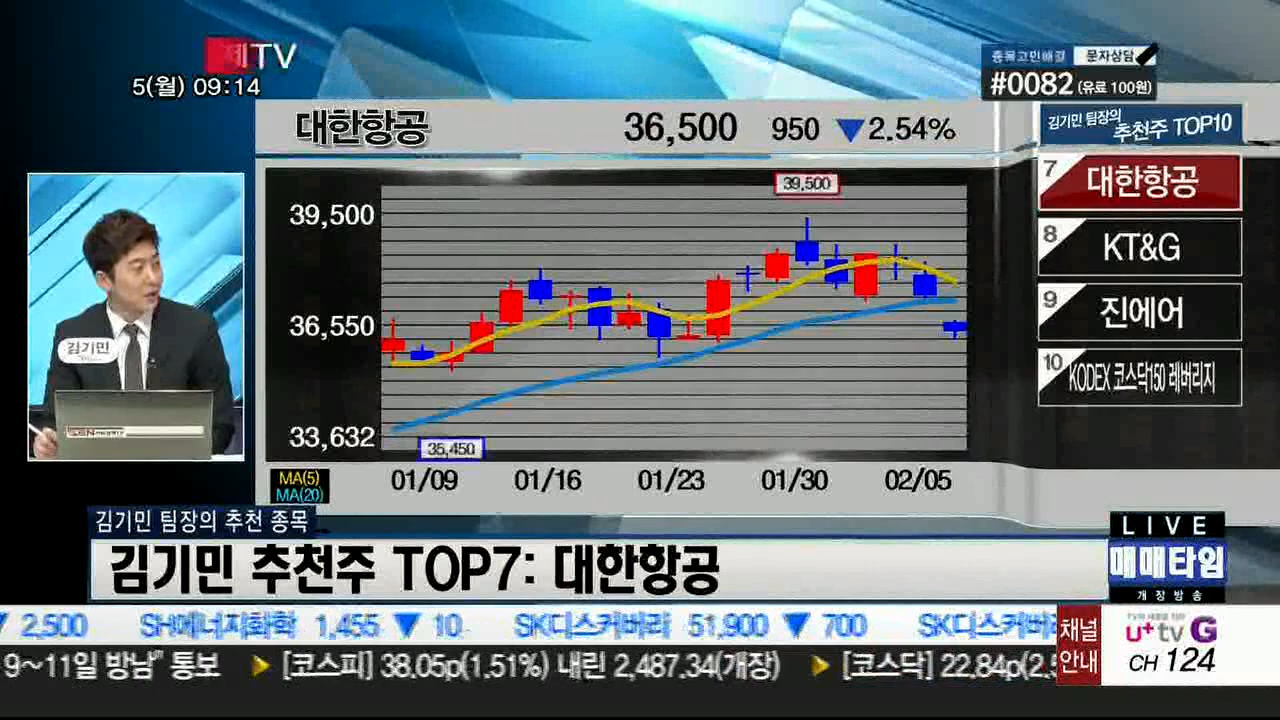 제TV
5(월) 09:14
종목고민해결 문자상담
#0082 (유료 100원)
대한항공 36,500 950 ▼2.54%
김기민 팀장의
추천주 TOP10
7 대한항공
8 KT&G
9 진에어
10 KODEX 코스닥150 레버리지
39,500
39,500
36,550
33,632
35,450
01/09 01/16 01/23 01/30 02/05
MA(5)
MA(20)
김기민
SEN
김기민 팀장의 추천 종목
김기민 추천주 TOP7: 대한항공
LIVE
매매타임
개장방송
▼ 2,500 SH에너지화학 1,455 ▼ 10 SK디스커버리 51,900 ▼ 700 SK디스커버
9~11일 방남" 통보 ▶ [코스피] 38.05p(1.51%) 내린 2,487.34(개장) ▶ [코스닥] 22.84p(2.5
채널
안내
u+tv G
CH 124